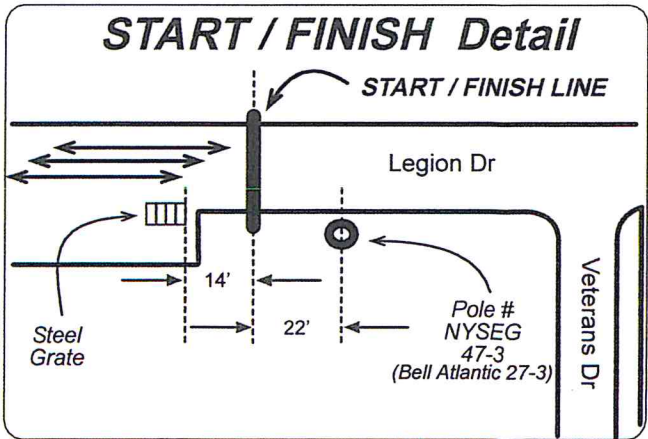 START / FINISH Detail
START / FINISH LINE
Legion Dr
14'
22'
Steel
Grate
Pole #
NYSEG
47-3
(Bell Atlantic 27-3)
Veterans Dr